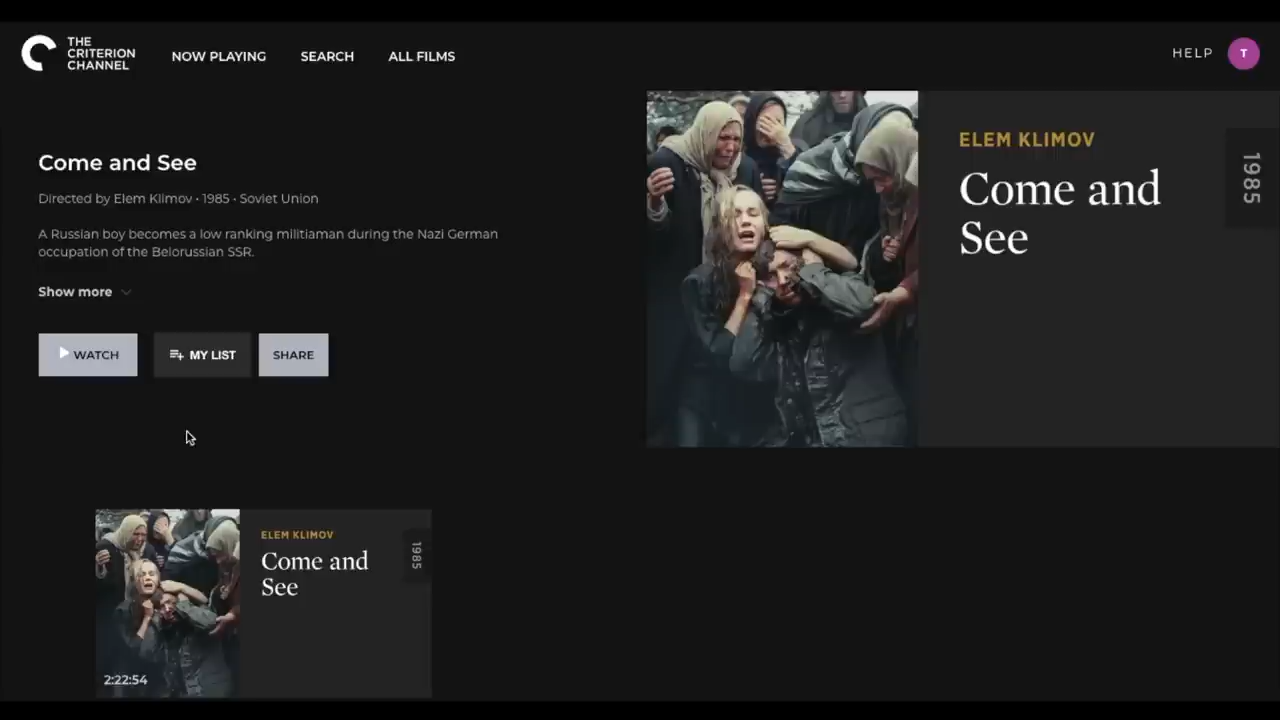 THE
CRITERION
CHANNEL
NOW PLAYING
SEARCH
ALL FILMS
HELP
T
Come and See
Directed by Elem Klimov • 1985 • Soviet Union
A Russian boy becomes a low ranking militiaman during the Nazi German
occupation of the Belorussian SSR.
Show more
WATCH
MY LIST
SHARE
ELEM KLIMOV
Come and
See
1985
ELEM KLIMOV
Come and
See
1985
2:22:54